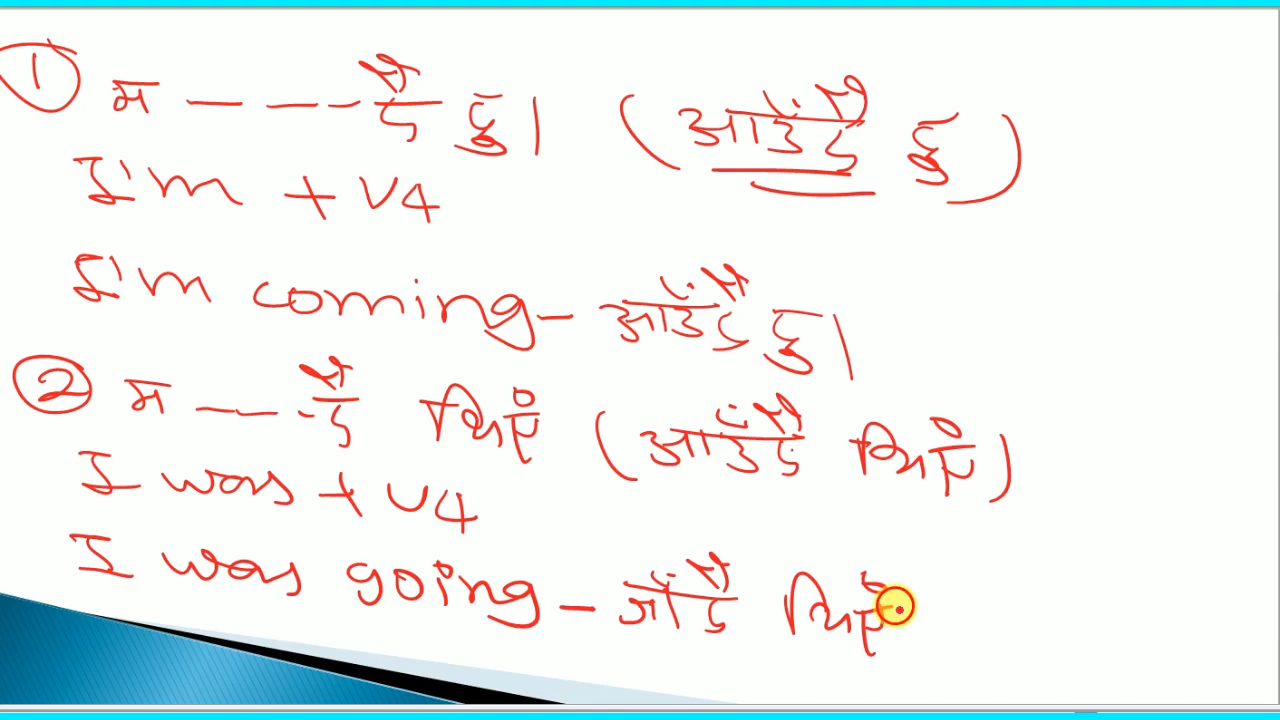 ① म - - - - दै छु। (आउँदै छु)
I'm + V4
I'm coming - आउँदै छु।
② म - - - - दै थिएँ (आउँदै थिएँ)
I was + V4
I was going - जाँदै थिएँ